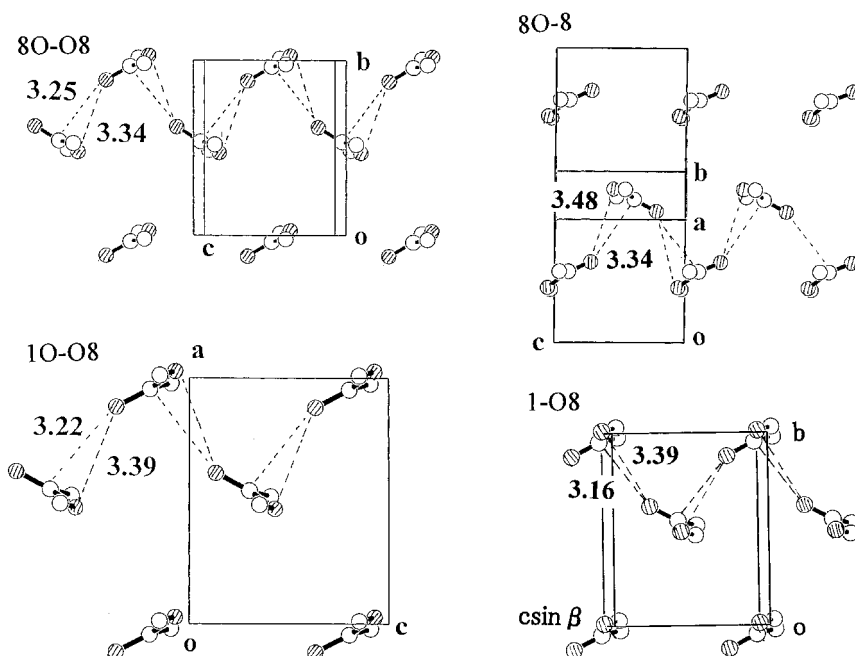 8O-O8
b
3.25
3.34
c
o
8O-8
b
3.48
a
3.34
c
o
1O-O8
a
3.22
3.39
o
c
1-O8
b
3.39
3.16
csin β
o